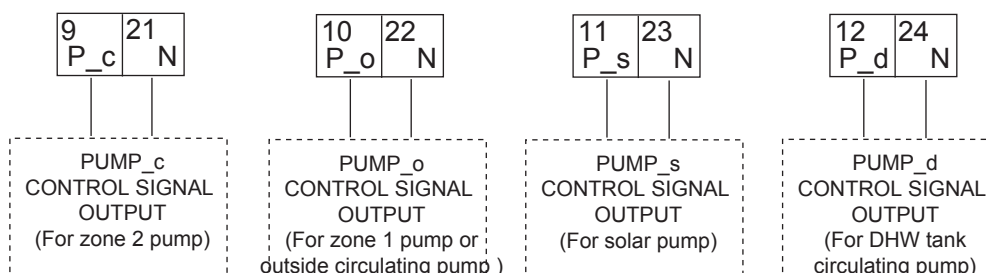 9 21
P_c N
10 22
P_o N
11 23
P_s N
12 24
P_d N
PUMP_c
CONTROL SIGNAL
OUTPUT
(For zone 2 pump)
PUMP_o
CONTROL SIGNAL
OUTPUT
(For zone 1 pump or
outside circulating pump )
PUMP_s
CONTROL SIGNAL
OUTPUT
(For solar pump)
PUMP_d
CONTROL SIGNAL
OUTPUT
(For DHW tank
circulating pump)